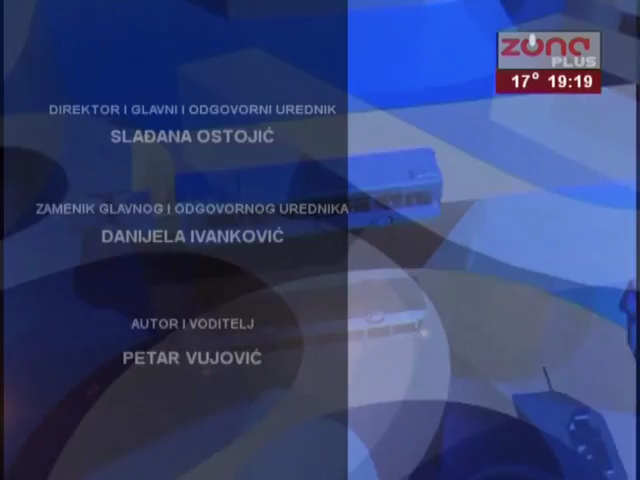 zona
PLUS
17° 19:19
DIREKTOR I GLAVNI I ODGOVORNI UREDNIK
SLAĐANA OSTOJIĆ
ZAMENIK GLAVNOG I ODGOVORNOG UREDNIKA
DANIJELA IVANKOVIĆ
AUTOR I VODITELJ
PETAR VUJOVIĆ